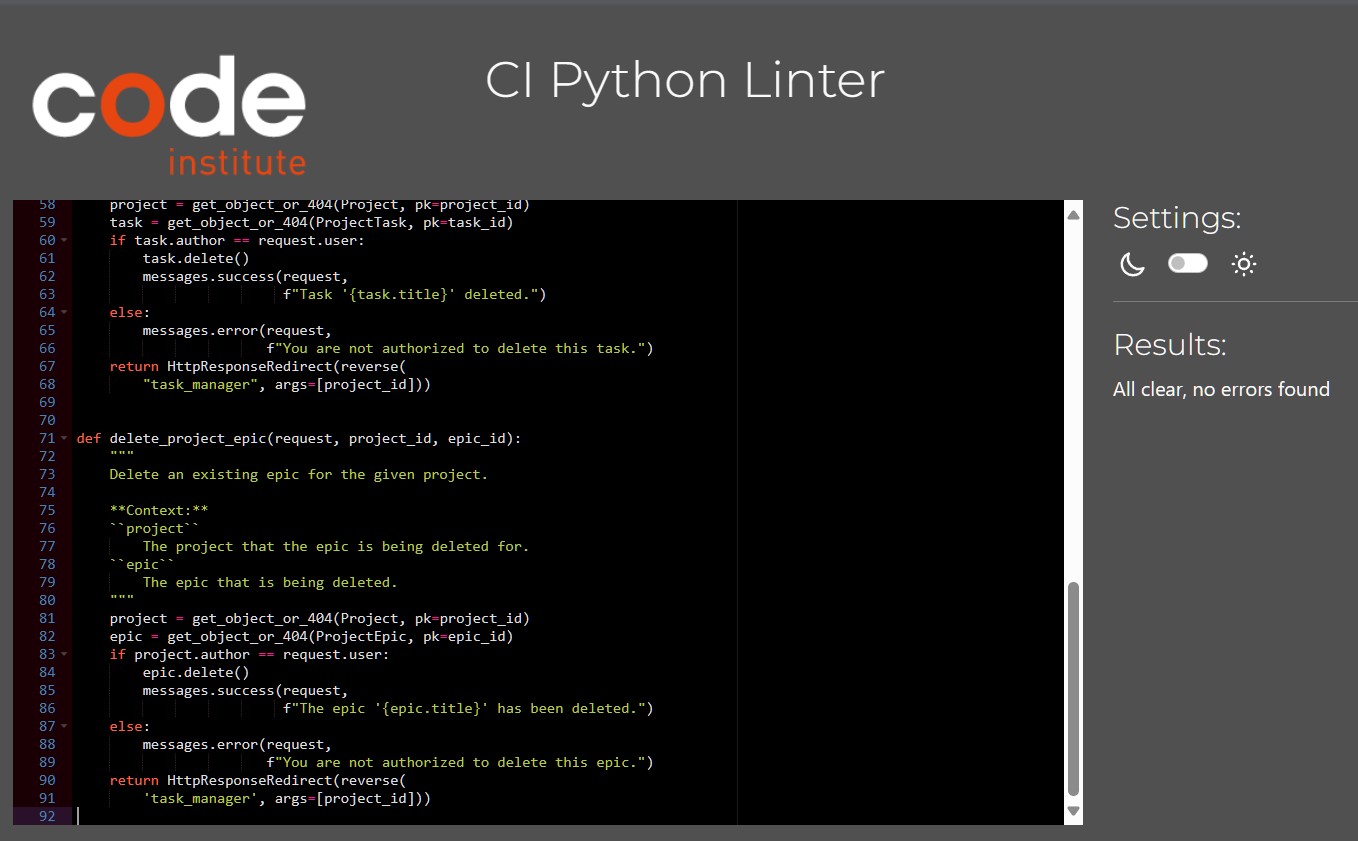 code
institute
CI Python Linter
58     project = get_object_or_404(Project, pk=project_id)
59     task = get_object_or_404(ProjectTask, pk=task_id)
60     if task.author == request.user:
61         task.delete()
62         messages.success(request,
63                          f"Task '{task.title}' deleted.")
64     else:
65         messages.error(request,
66                        f"You are not authorized to delete this task.")
67     return HttpResponseRedirect(reverse(
68         "task_manager", args=[project_id]))
69
70
71 def delete_project_epic(request, project_id, epic_id):
72     """
73     Delete an existing epic for the given project.
74
75     **Context:**
76     ``project``
77         The project that the epic is being deleted for.
78     ``epic``
79         The epic that is being deleted.
80     """
81     project = get_object_or_404(Project, pk=project_id)
82     epic = get_object_or_404(ProjectEpic, pk=epic_id)
83     if project.author == request.user:
84         epic.delete()
85         messages.success(request,
86                          f"The epic '{epic.title}' has been deleted.")
87     else:
88         messages.error(request,
89                        f"You are not authorized to delete this epic.")
90     return HttpResponseRedirect(reverse(
91         'task_manager', args=[project_id]))
92
Settings:
Results:
All clear, no errors found